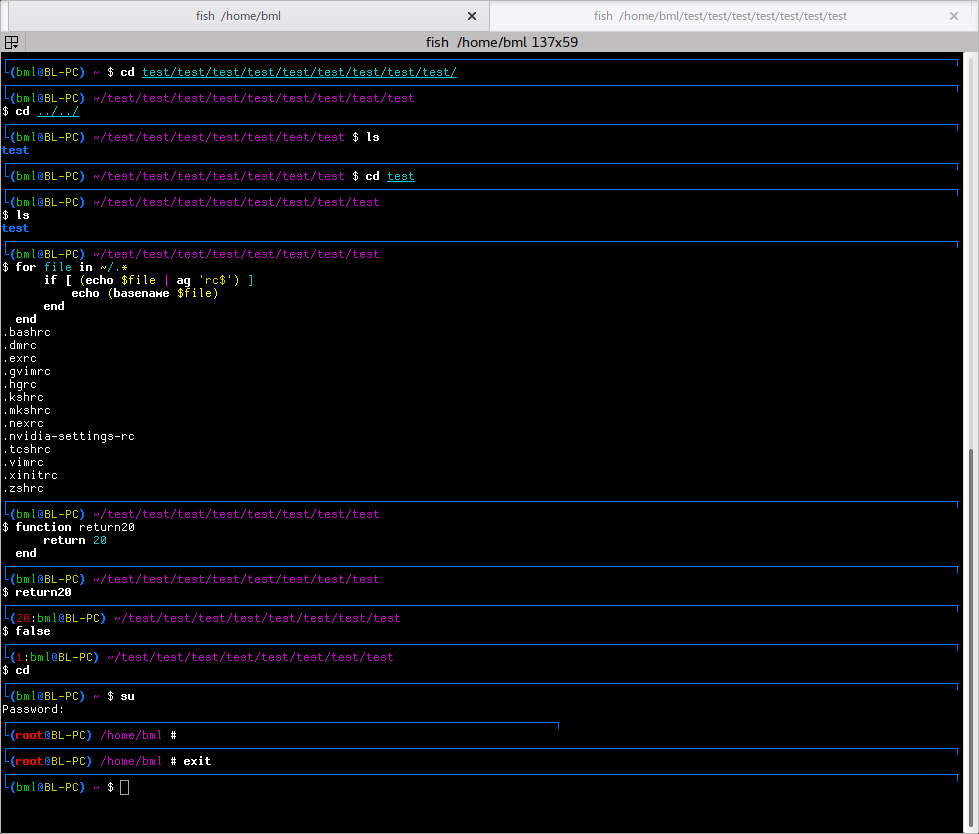 fish /home/bml
fish /home/bml/test/test/test/test/test/test/test
fish /home/bml 137x59
(bml@BL-PC) ~ $ cd test/test/test/test/test/test/test/test/test/
(bml@BL-PC) ~/test/test/test/test/test/test/test/test/test
$ cd ../../
(bml@BL-PC) ~/test/test/test/test/test/test/test $ ls
test
(bml@BL-PC) ~/test/test/test/test/test/test/test $ cd test
(bml@BL-PC) ~/test/test/test/test/test/test/test/test
$ ls
test
(bml@BL-PC) ~/test/test/test/test/test/test/test/test
$ for file in ~/.*
if [ (echo $file | ag 'rc$') ]
echo (basename $file)
end
end
.bashrc
.dmrc
.exrc
.gvimrc
.hgrc
.kshrc
.mkshrc
.nexrc
.nvidia-settings-rc
.tcshrc
.vimrc
.xinitrc
.zshrc
(bml@BL-PC) ~/test/test/test/test/test/test/test/test
$ function return20
return 20
end
(bml@BL-PC) ~/test/test/test/test/test/test/test/test
$ return20
(20:bml@BL-PC) ~/test/test/test/test/test/test/test/test
$ false
(1:bml@BL-PC) ~/test/test/test/test/test/test/test/test
$ cd
(bml@BL-PC) ~ $ su
Password:
(root@BL-PC) /home/bml #
(root@BL-PC) /home/bml # exit
(bml@BL-PC) ~ $